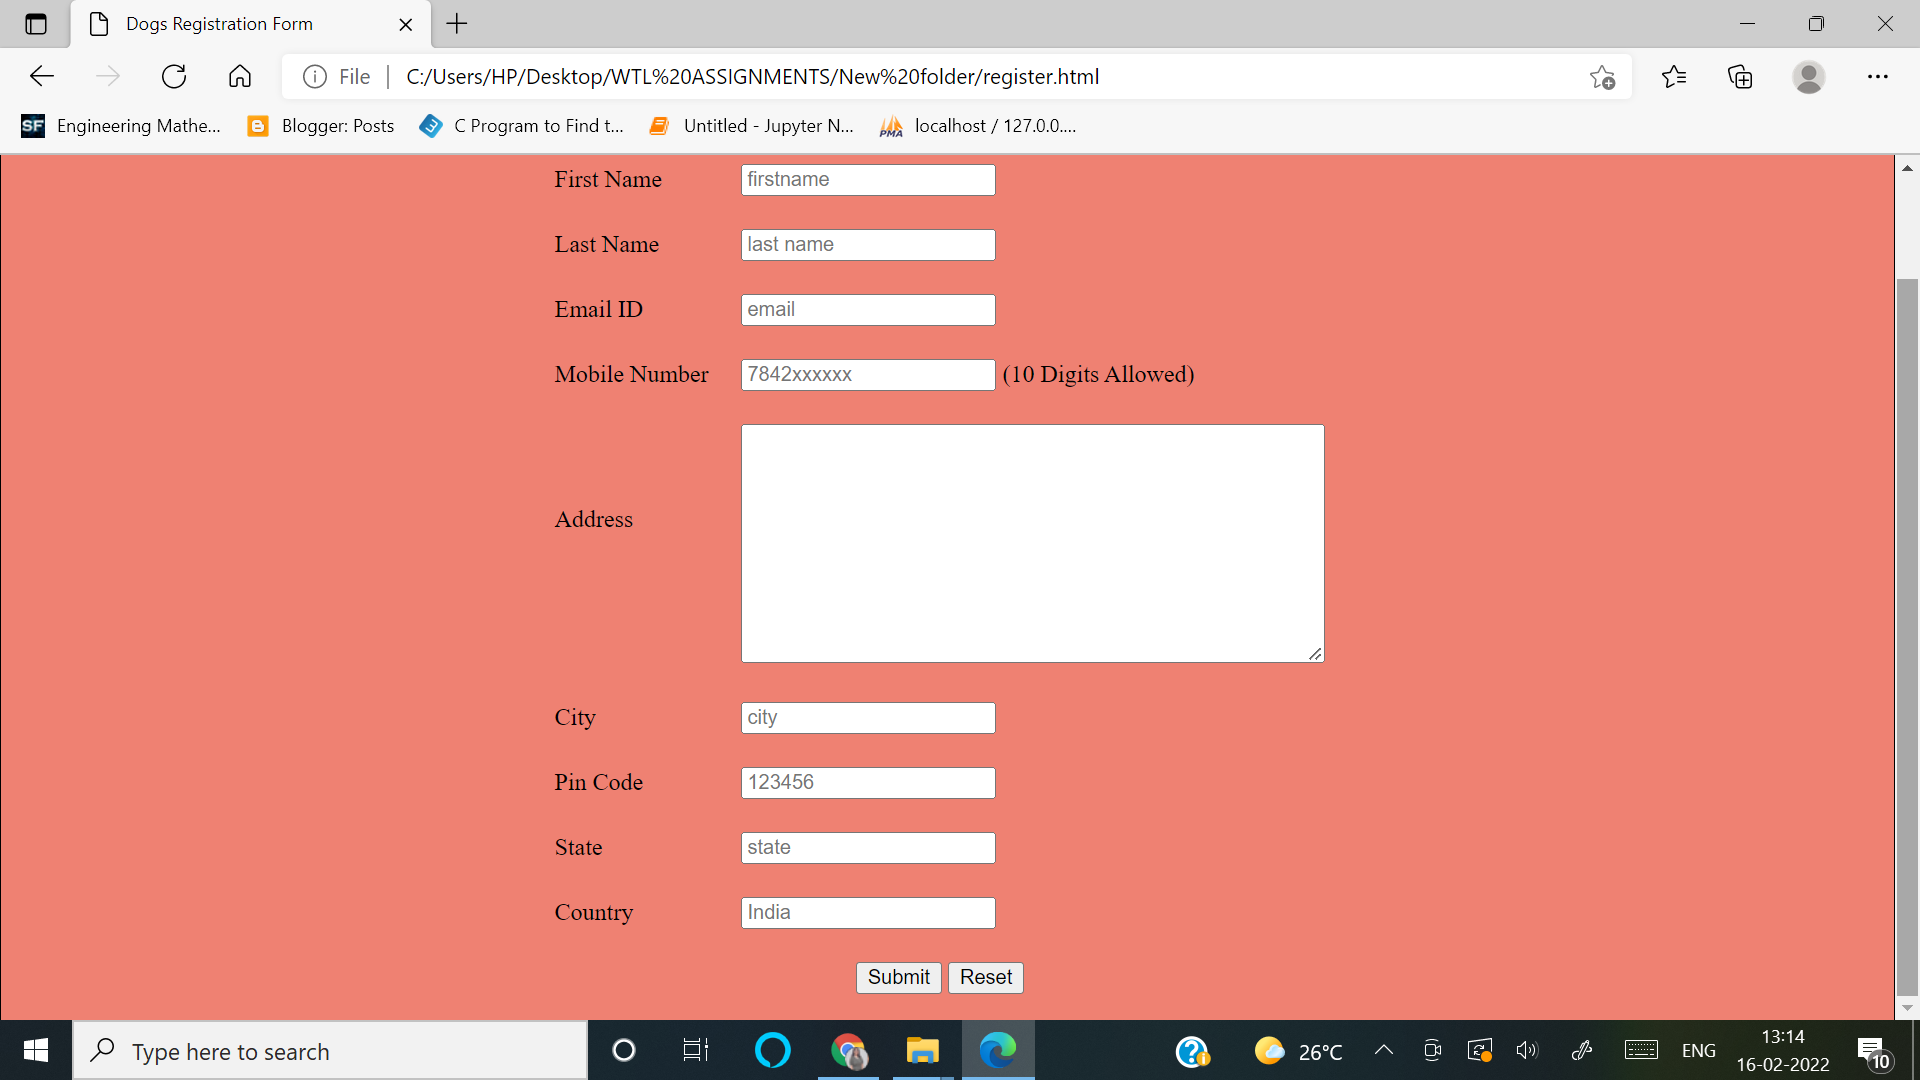 Dogs Registration Form
File
C:/Users/HP/Desktop/WTL%20ASSIGNMENTS/New%20folder/register.html
SF Engineering Mathe... Blogger: Posts C Program to Find t... Untitled - Jupyter N... PMA localhost / 127.0.0....
First Name firstname
Last Name last name
Email ID email
Mobile Number 7842xxxxxx (10 Digits Allowed)
Address
City city
Pin Code 123456
State state
Country India
Submit Reset
Type here to search
26°C
ENG
13:14
16-02-2022
10